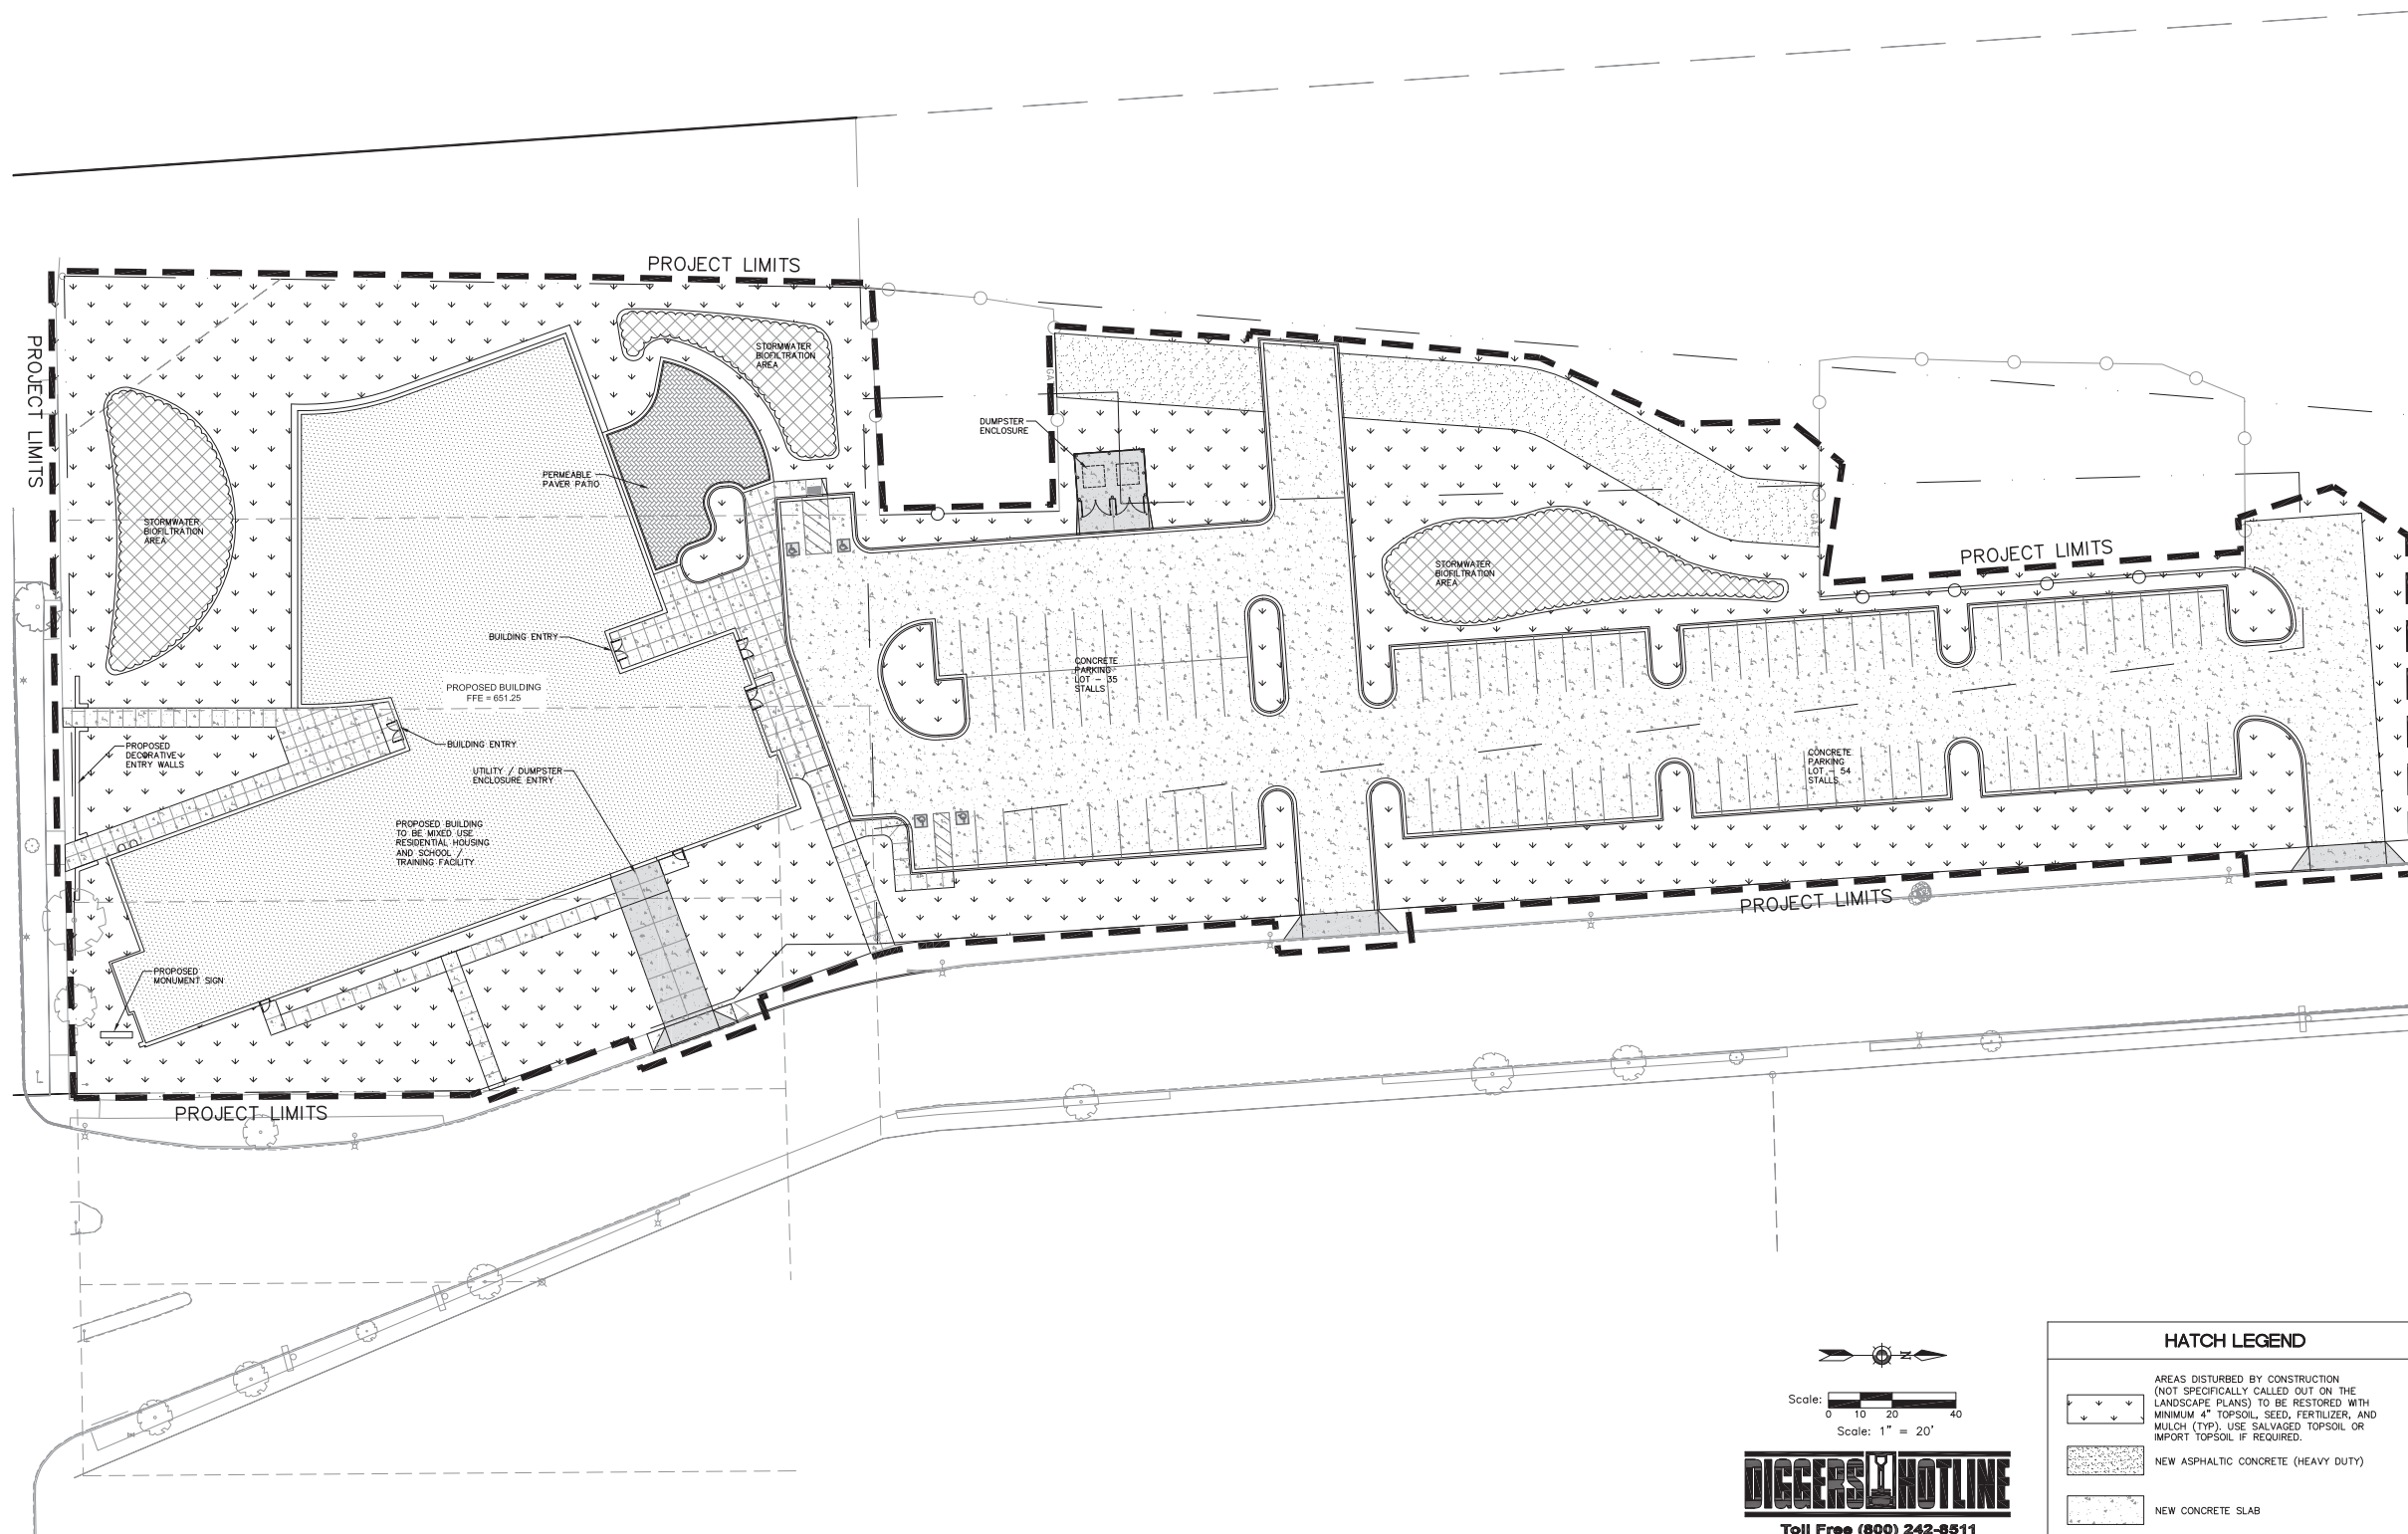 PROJECT LIMITS
PROJECT LIMITS
STORMWATER
BIOFILTRATION
AREA
DUMPSTER
ENCLOSURE
PERMEABLE
PAVER PATIO
STORMWATER
BIOFILTRATION
AREA
GATE
PROJECT LIMITS
STORMWATER
BIOFILTRATION
AREA
BUILDING ENTRY
CONCRETE
PARKING
LOT - 35
STALLS
PROPOSED BUILDING
FFE = 651.25
BUILDING ENTRY
PROPOSED
DECORATIVE
ENTRY WALLS
UTILITY / DUMPSTER
ENCLOSURE ENTRY
CONCRETE
PARKING
LOT - 54
STALLS
PROPOSED BUILDING
TO BE MIXED USE
RESIDENTIAL HOUSING
AND SCHOOL /
TRAINING FACILITY
PROJECT LIMITS
PROPOSED
MONUMENT SIGN
PROJECT LIMITS
N
Scale:
0 10 20 40
Scale: 1" = 20'
DIGGERS HOTLINE
Toll Free (800) 242-8511
HATCH LEGEND
AREAS DISTURBED BY CONSTRUCTION
(NOT SPECIFICALLY CALLED OUT ON THE
LANDSCAPE PLANS) TO BE RESTORED WITH
MINIMUM 4" TOPSOIL, SEED, FERTILIZER, AND
MULCH (TYP). USE SALVAGED TOPSOIL OR
IMPORT TOPSOIL IF REQUIRED.
NEW ASPHALTIC CONCRETE (HEAVY DUTY)
NEW CONCRETE SLAB